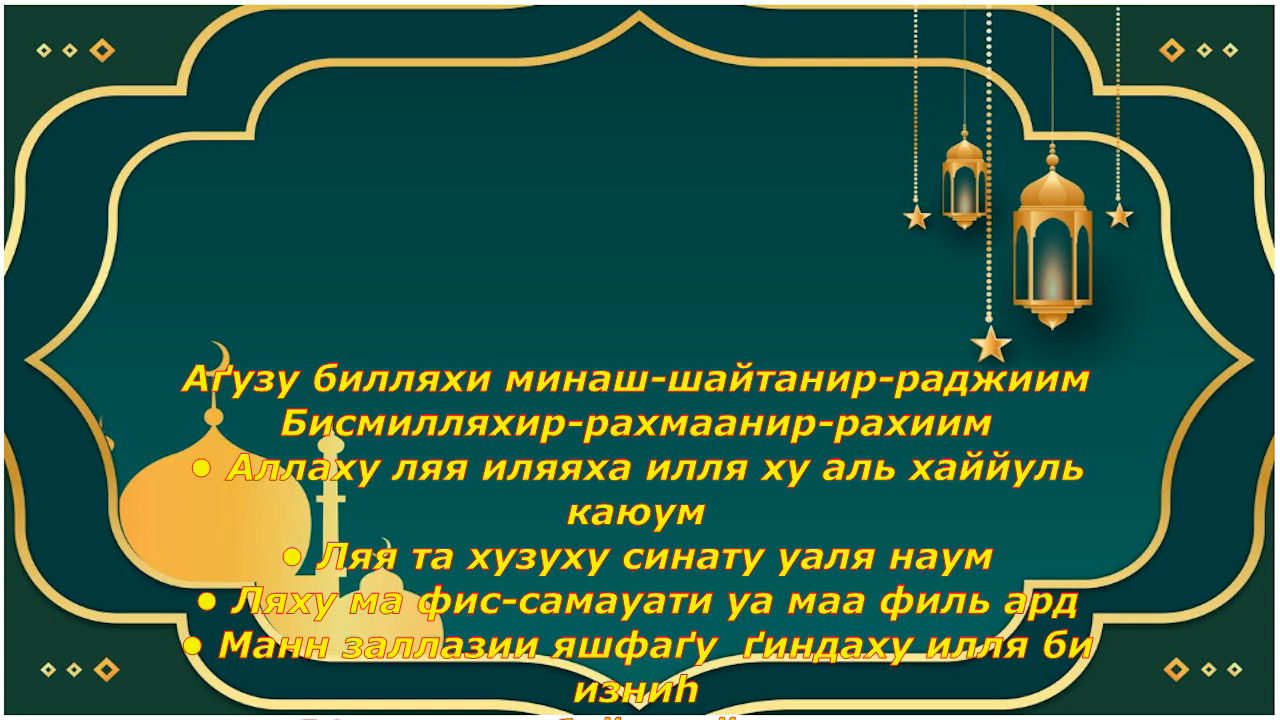 Аґузу билляхи минаш-шайтанир-раджиим
Бисмилляхир-рахмаанир-рахиим
• Аллаху ляя иляяха илля ху аль хаййуль
каюум
• Ляя та хузуху синату уаля наум
• Ляху ма фис-самауати уа маа филь ард
• Манн заллазии яшфаґу ґиндаху илля би
изниһ